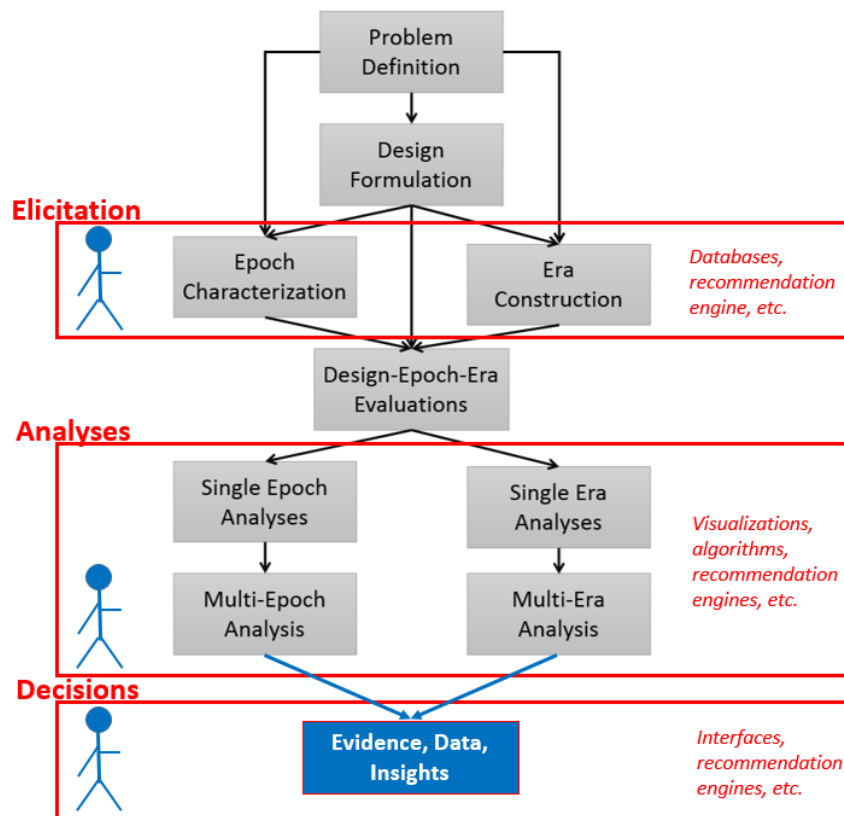 Problem
Definition
Design
Formulation
Elicitation
Epoch
Characterization
Era
Construction
Databases,
recommendation
engine, etc.
Design-Epoch-Era
Evaluations
Analyses
Single Epoch
Analyses
Single Era
Analyses
Visualizations,
algorithms,
recommendation
engines, etc.
Multi-Epoch
Analysis
Multi-Era
Analysis
Decisions
Evidence, Data,
Insights
Interfaces,
recommendation
engines, etc.